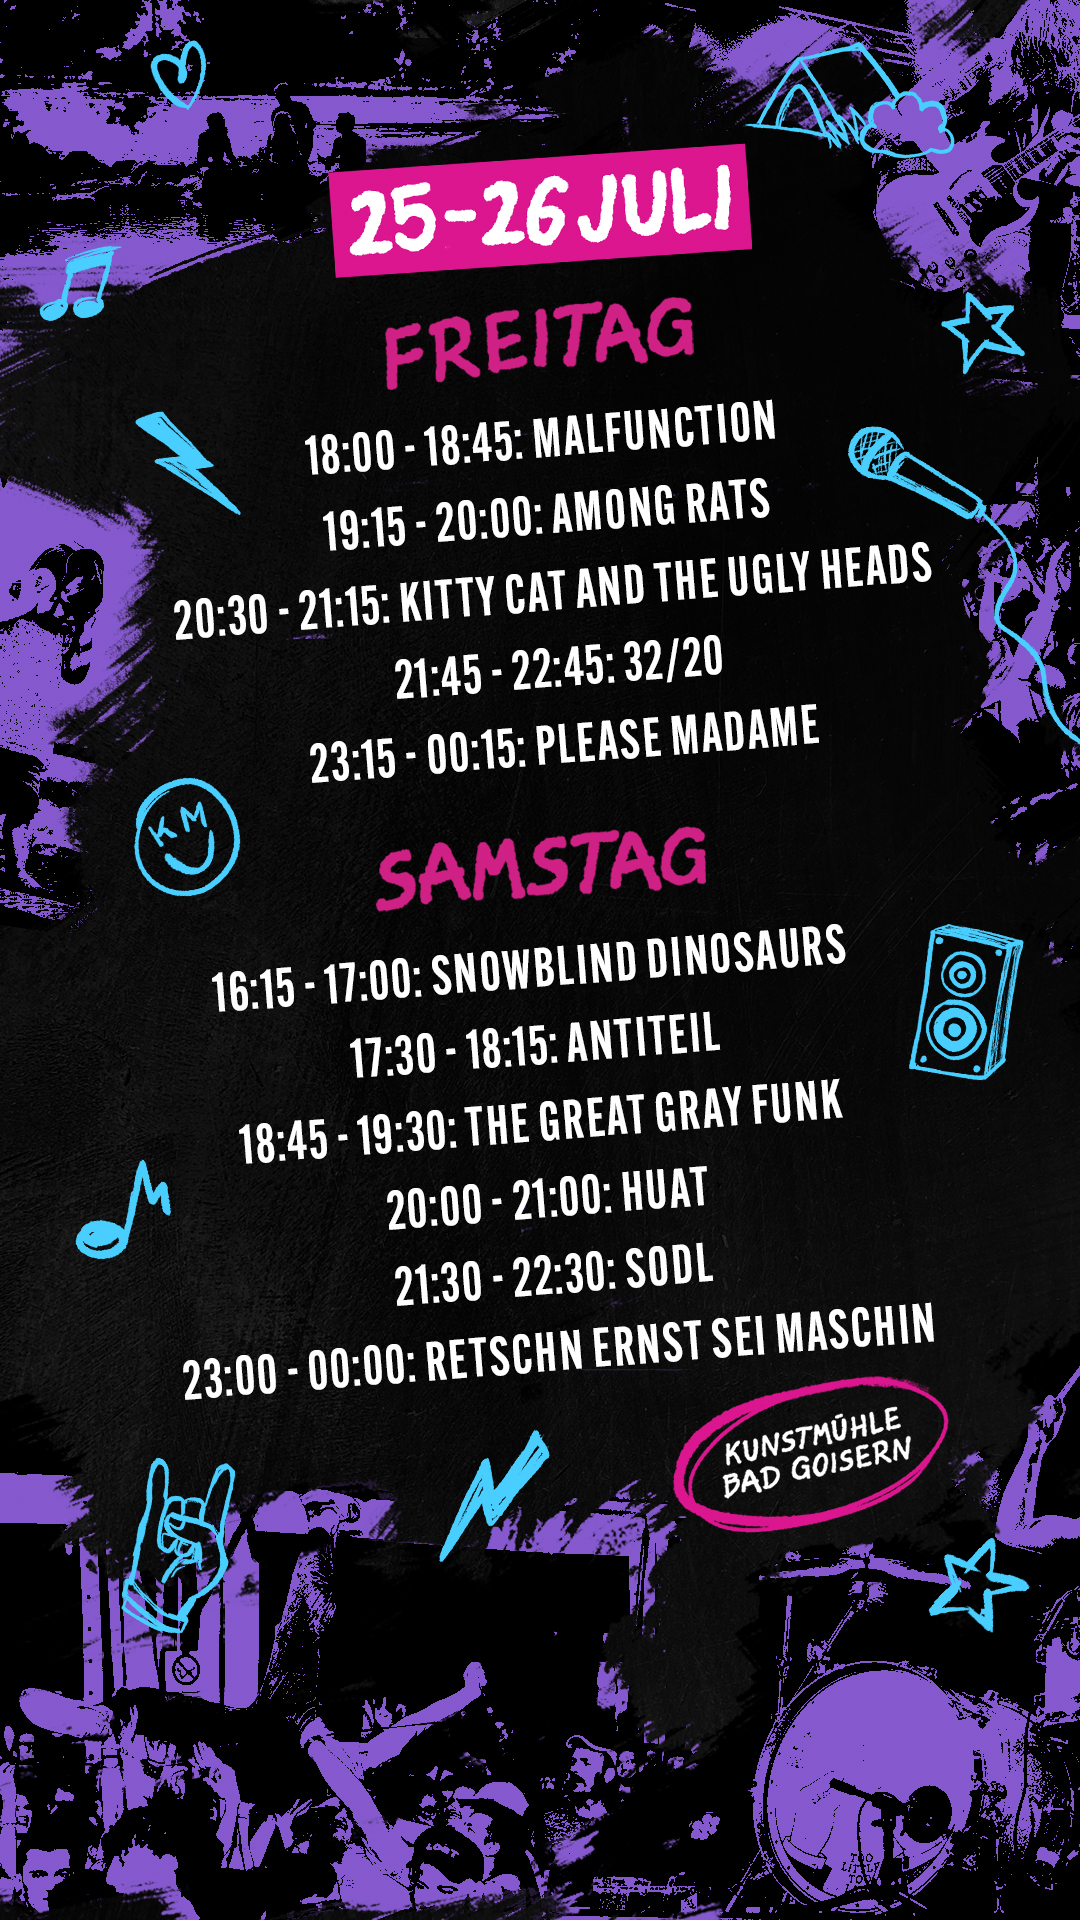 25-26 JULI
FREITAG
18:00 - 18:45: MALFUNCTION
19:15 - 20:00: AMONG RATS
20:30 - 21:15: KITTY CAT AND THE UGLY HEADS
21:45 - 22:45: 32/20
23:15 - 00:15: PLEASE MADAME
KM
SAMSTAG
16:15 - 17:00: SNOWBLIND DINOSAURS
17:30 - 18:15: ANTITEIL
18:45 - 19:30: THE GREAT GRAY FUNK
20:00 - 21:00: HUAT
21:30 - 22:30: SODL
23:00 - 00:00: RETSCHN ERNST SEI MASCHIN
KUNSTMÜHLE
BAD GOISERN
TOO
LITTLE
TOO